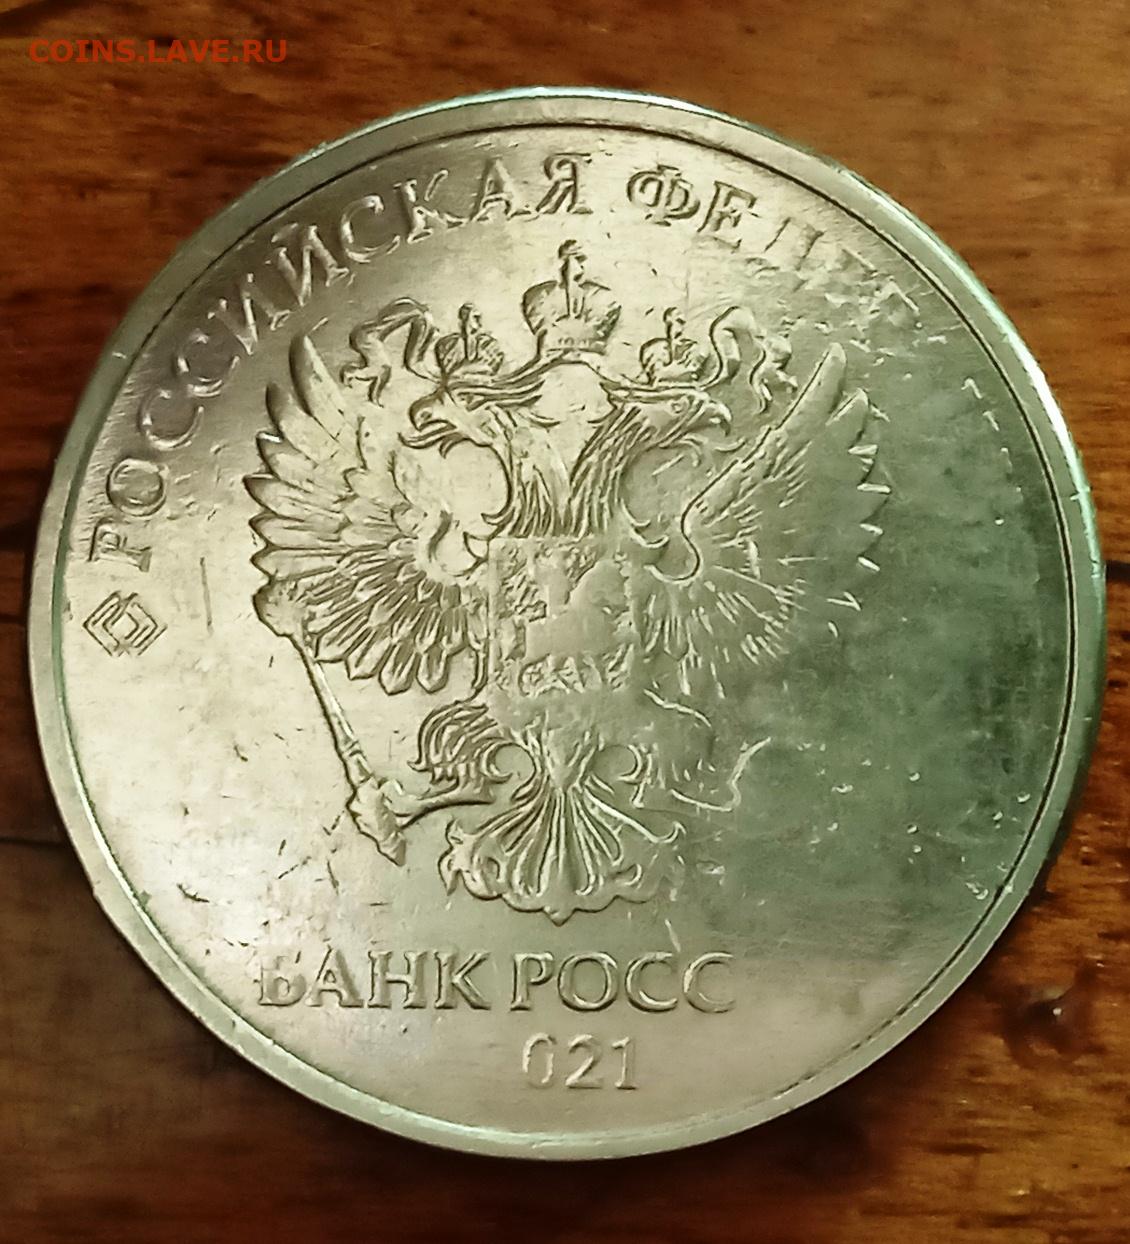 COINS.LAVE.RU
РОССИЙСКАЯ ФЕД
БАНК РОСС
021